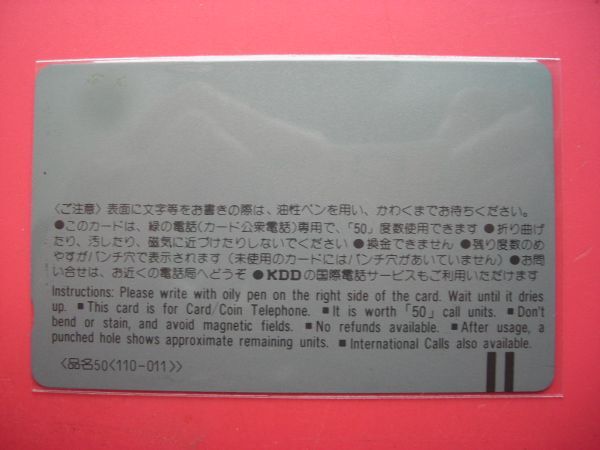 〈ご注意〉表面に文字等をお書きの際は、油性ペンを用い、かわくまでお待ちください。
●このカードは、緑の電話(カード公衆電話)専用で、「50」度数使用できます ●折り曲げ
たり、汚したり、磁気に近づけたりしないでください ●換金できません ●残り度数のめ
やすがパンチ穴で表示されます（未使用のカードにはパンチ穴があいていません）●お問
い合せは、お近くの電話局へどうぞ ●KDDの国際電話サービスもご利用いただけます
Instructions: Please write with oily pen on the right side of the card. Wait until it dries
up. ■ This card is for Card/Coin Telephone. ■ It is worth「50」call units. ■ Don't
bend or stain, and avoid magnetic fields. ■ No refunds available. ■ After usage, a
punched hole shows approximate remaining units. ■ International Calls also available.
〈品名50〈110-011〉〉